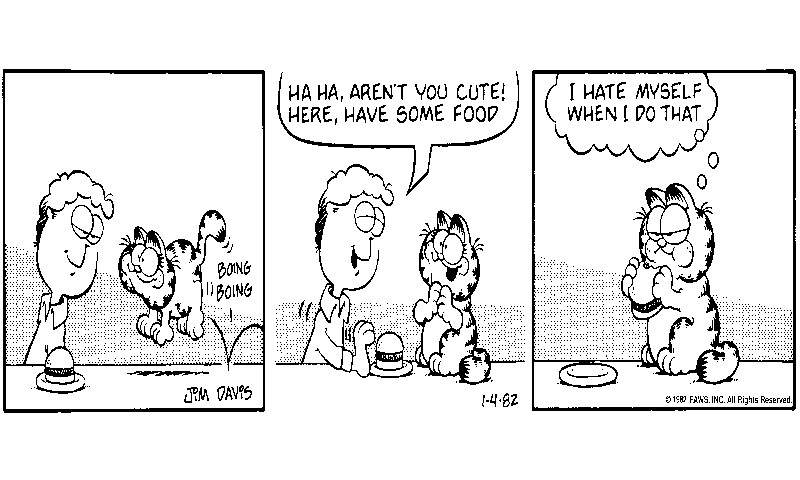 BOING
BOING
JIM DAVIS
HA HA, AREN'T YOU CUTE!
HERE, HAVE SOME FOOD
1-4-82
I HATE MYSELF
WHEN I DO THAT
© 1982 PAWS, INC. All Rights Reserved.